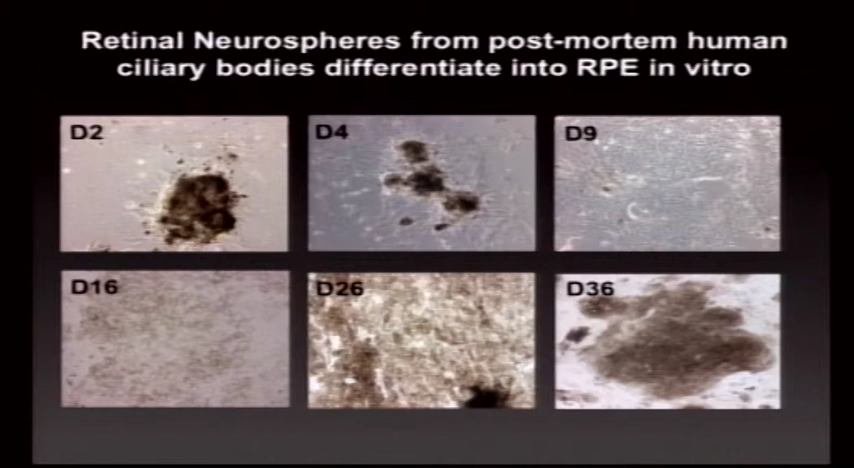 Retinal Neurospheres from post-mortem human
ciliary bodies differentiate into RPE in vitro
D2
D4
D9
D16
D26
D36